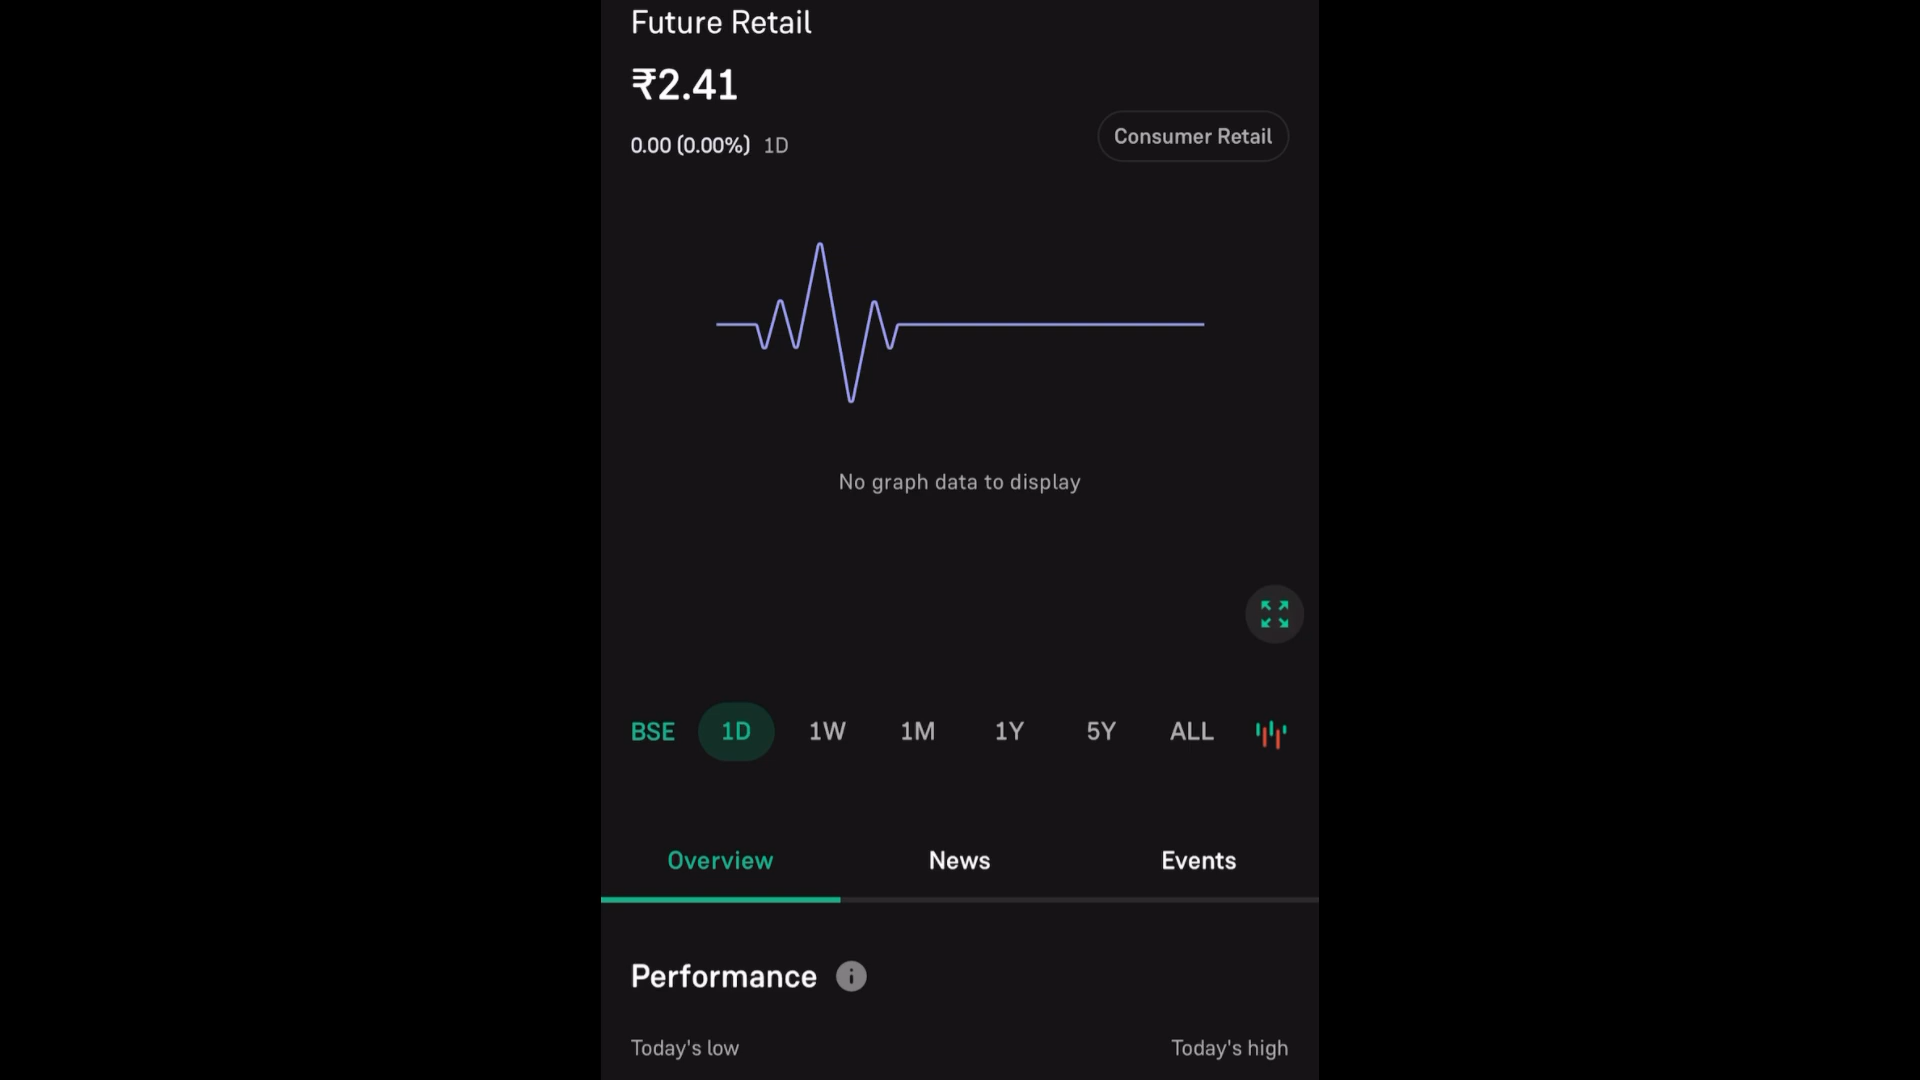 Future Retail
₹2.41
0.00 (0.00%) 1D
Consumer Retail
No graph data to display
BSE 1D 1W 1M 1Y 5Y ALL
Overview News Events
Performance
Today's low Today's high